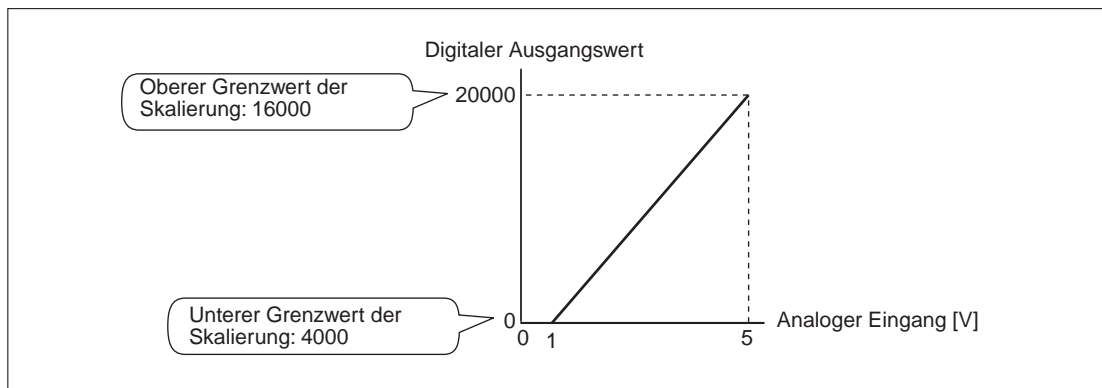 Digitaler Ausgangswert
Oberer Grenzwert der
Skalierung: 16000
20000
Unterer Grenzwert der
Skalierung: 4000
0
0
1
5
Analoger Eingang [V]